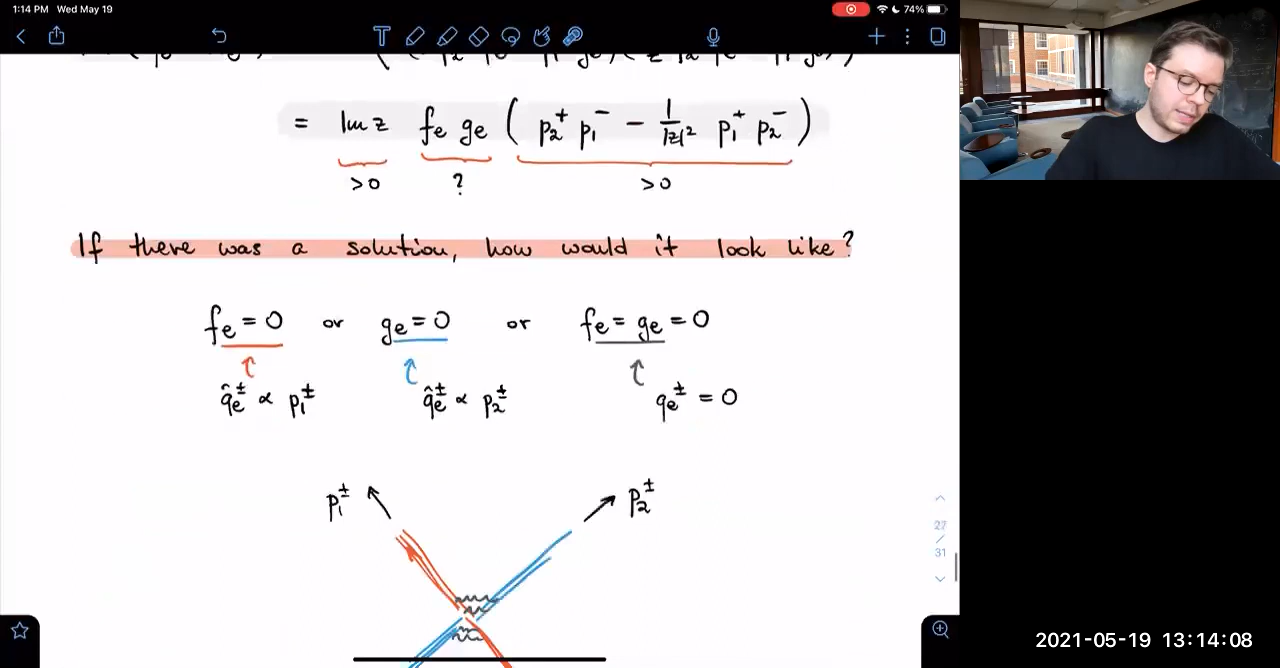 1:14 PM Wed May 19
74%
= Im z fe ge ( p₂⁺ p₁⁻ − 1/|z|² p₁⁺ p₂⁻ )
>0 ? >0
If there was a solution, how would it look like?
fe = 0 or ge = 0 or fe = ge = 0
q̂e± ∝ p₁± q̂e± ∝ p₂± qe± = 0
p₁± p₂±
22
/
31
2021-05-19 13:14:08